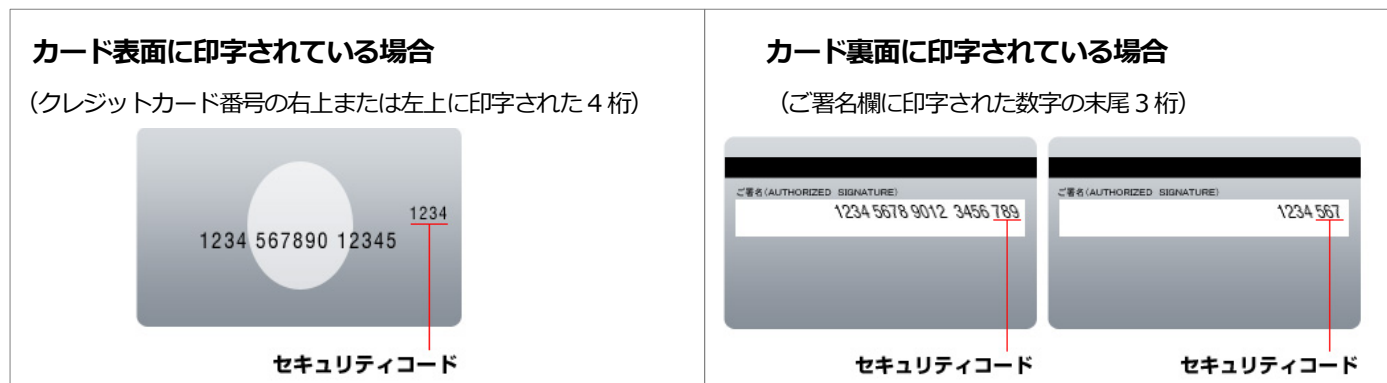 カード表面に印字されている場合
（クレジットカード番号の右上または左上に印字された４桁）
1234
1234 567890 12345
セキュリティコード
カード裏面に印字されている場合
（ご署名欄に印字された数字の末尾３桁）
ご署名(AUTHORIZED SIGNATURE)
1234 5678 9012 3456 789
セキュリティコード
ご署名(AUTHORIZED SIGNATURE)
1234 567
セキュリティコード